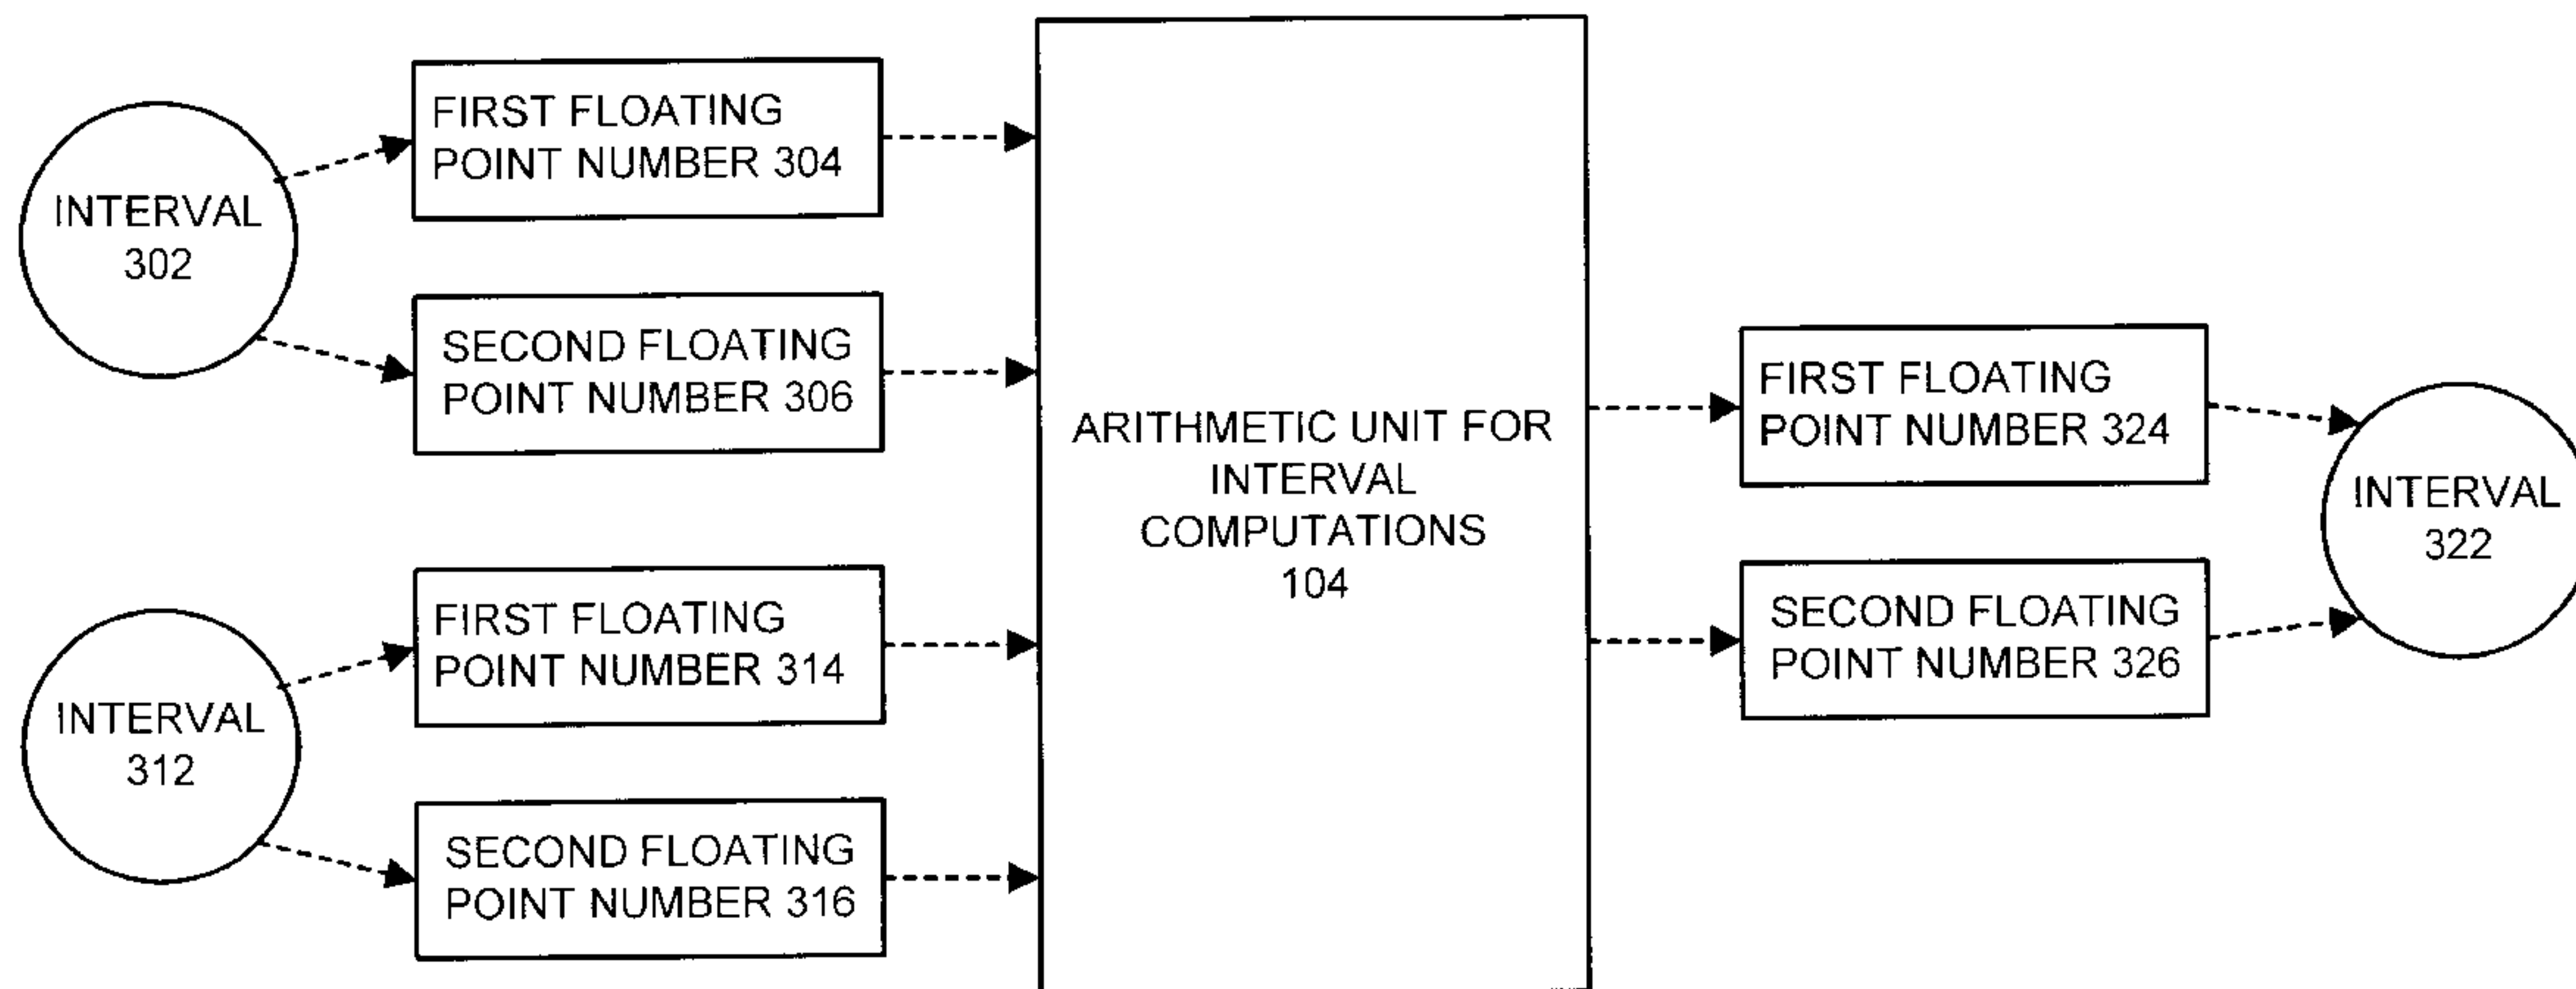 INTERVAL
302
FIRST FLOATING
POINT NUMBER 304
SECOND FLOATING
POINT NUMBER 306
INTERVAL
312
FIRST FLOATING
POINT NUMBER 314
SECOND FLOATING
POINT NUMBER 316
ARITHMETIC UNIT FOR
INTERVAL
COMPUTATIONS
104
FIRST FLOATING
POINT NUMBER 324
SECOND FLOATING
POINT NUMBER 326
INTERVAL
322